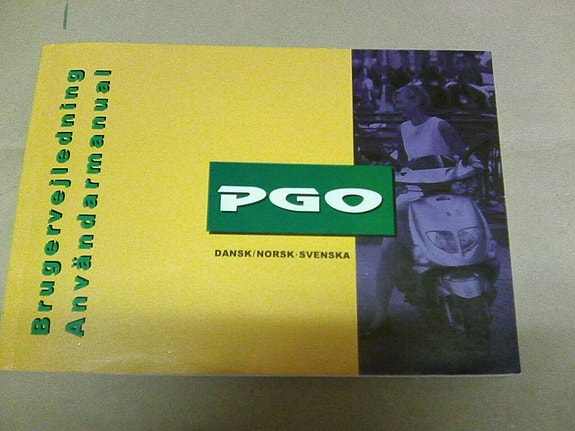 Brugervejledning
Användarmanual
PGO
DANSK/NORSK-SVENSKA